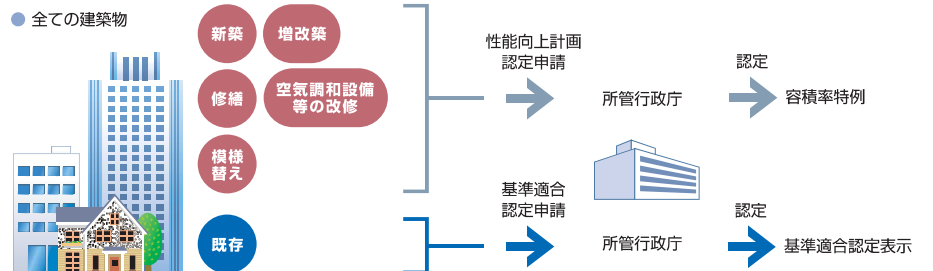 全ての建築物
新築
増改築
修繕
空気調和設備
等の改修
模様
替え
既存
性能向上計画
認定申請
所管行政庁
認定
容積率特例
基準適合
認定申請
所管行政庁
認定
基準適合認定表示